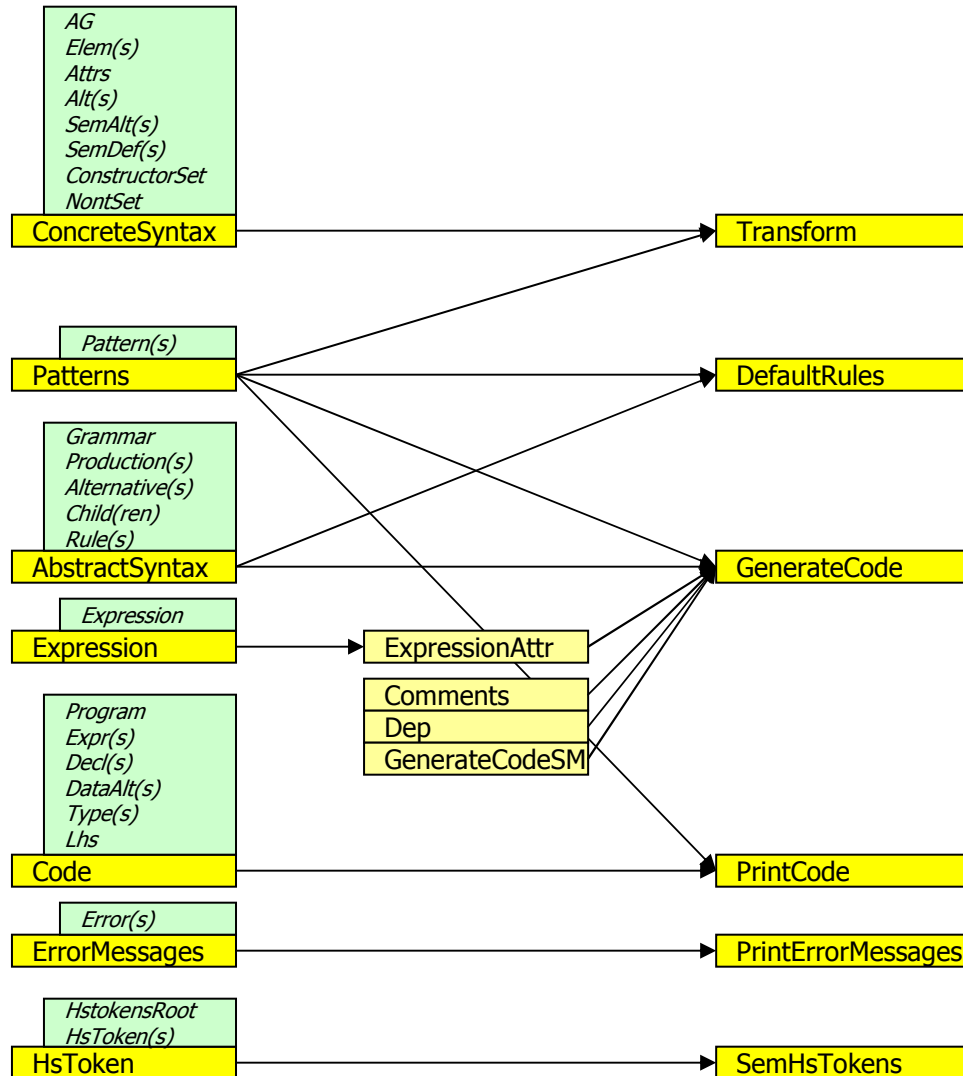 AG
Elem(s)
Attrs
Alt(s)
SemAlt(s)
SemDef(s)
ConstructorSet
NontSet
ConcreteSyntax
Transform
Pattern(s)
Patterns
DefaultRules
Grammar
Production(s)
Alternative(s)
Child(ren)
Rule(s)
AbstractSyntax
GenerateCode
Expression
Expression
ExpressionAttr
Comments
Dep
GenerateCodeSM
Program
Expr(s)
Decl(s)
DataAlt(s)
Type(s)
Lhs
Code
PrintCode
Error(s)
ErrorMessages
PrintErrorMessages
HstokensRoot
HsToken(s)
HsToken
SemHsTokens